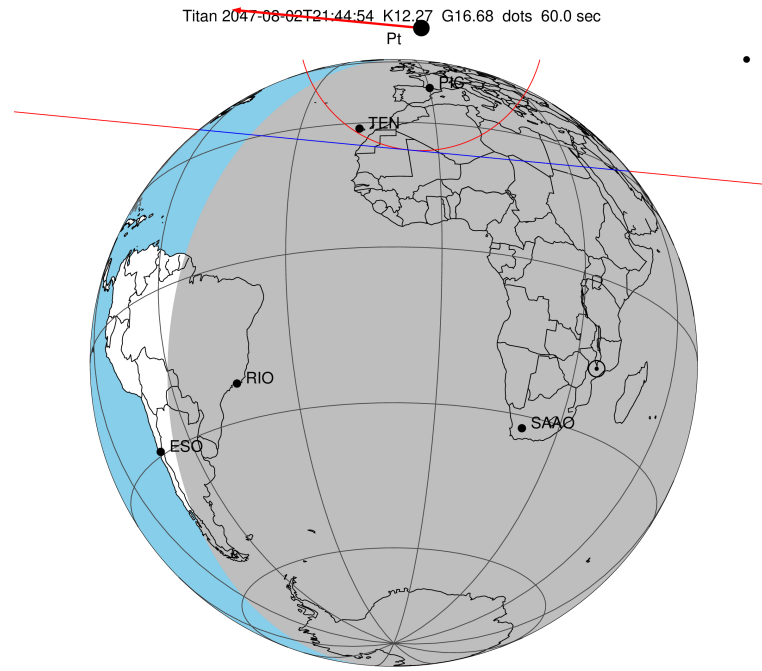 Titan 2047-08-02T21:44:54 K12.27 G16.68 dots 60.0 sec
Pt
PIC
TEN
RIO
SAAO
ESO